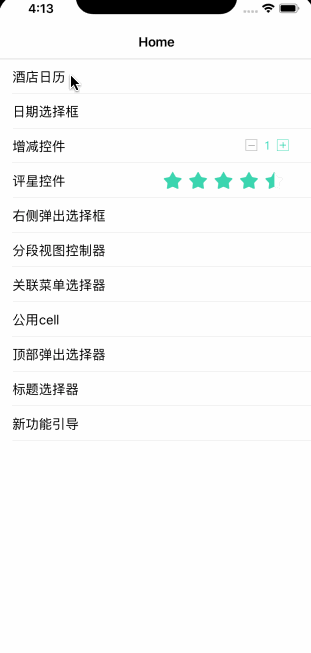 4:13
Home
酒店日历
日期选择框
增减控件 1
评星控件
右侧弹出选择框
分段视图控制器
关联菜单选择器
公用cell
顶部弹出选择器
标题选择器
新功能引导